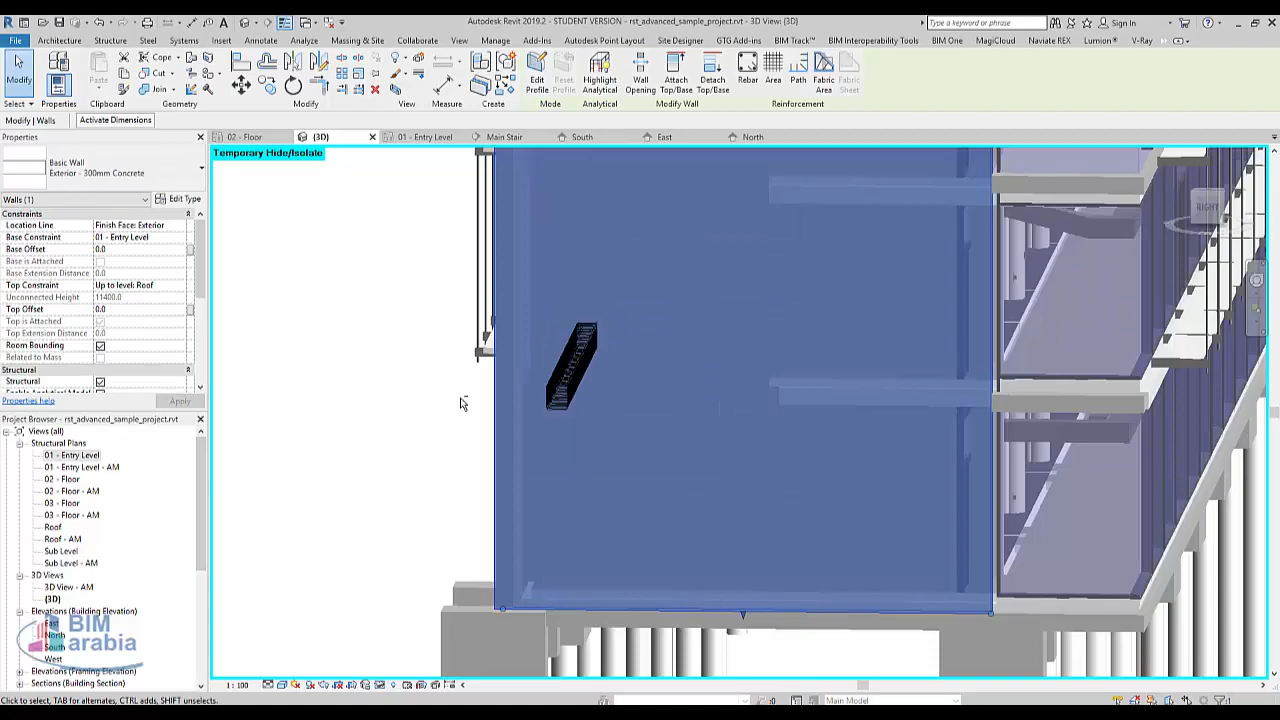 Autodesk Revit 2019.2 - STUDENT VERSION - rst_advanced_sample_project.rvt - 3D View: {3D}
Type a keyword or phrase
Sign In
File Architecture Structure Steel Systems Insert Annotate Analyze Massing & Site Collaborate View Manage Add-Ins Autodesk Point Layout Site Designer GTG Add-ins BIM Track™ BIM Interoperability Tools BIM One MagiCloud Naviate REX Lumion® V-Ray
Cope
Cut
Join
Modify
Paste
Edit Profile
Reset Profile
Highlight Analytical
Wall Opening
Attach Top/Base
Detach Top/Base
Rebar
Area
Path
Fabric Area
Fabric Sheet
Select Properties Clipboard Geometry Modify View Measure Create Mode Analytical Modify Wall Reinforcement
Modify | Walls
Activate Dimensions
Properties
02 - Floor
{3D}
01 - Entry Level
Main Stair
South
East
North
Temporary Hide/Isolate
Basic Wall
Exterior - 300mm Concrete
Walls (1)
Edit Type
Constraints
Location Line Finish Face: Exterior
Base Constraint 01 - Entry Level
Base Offset 0.0
Base is Attached
Base Extension Distance 0.0
Top Constraint Up to level: Roof
Unconnected Height 11400.0
Top Offset 0.0
Top is Attached
Top Extension Distance 0.0
Room Bounding
Related to Mass
Structural
Structural
Properties help
Apply
Project Browser - rst_advanced_sample_project.rvt
Views (all)
Structural Plans
01 - Entry Level
01 - Entry Level - AM
02 - Floor
02 - Floor - AM
03 - Floor
03 - Floor - AM
Roof
Roof - AM
Sub Level
Sub Level - AM
3D Views
3D View - AM
{3D}
Elevations (Building Elevation)
East
North
South
West
Elevations (Framing Elevation)
Sections (Building Section)
BIM
arabia
RIGHT
1 : 100
Click to select, TAB for alternates, CTRL adds, SHIFT unselects.
:0
Main Model
:1